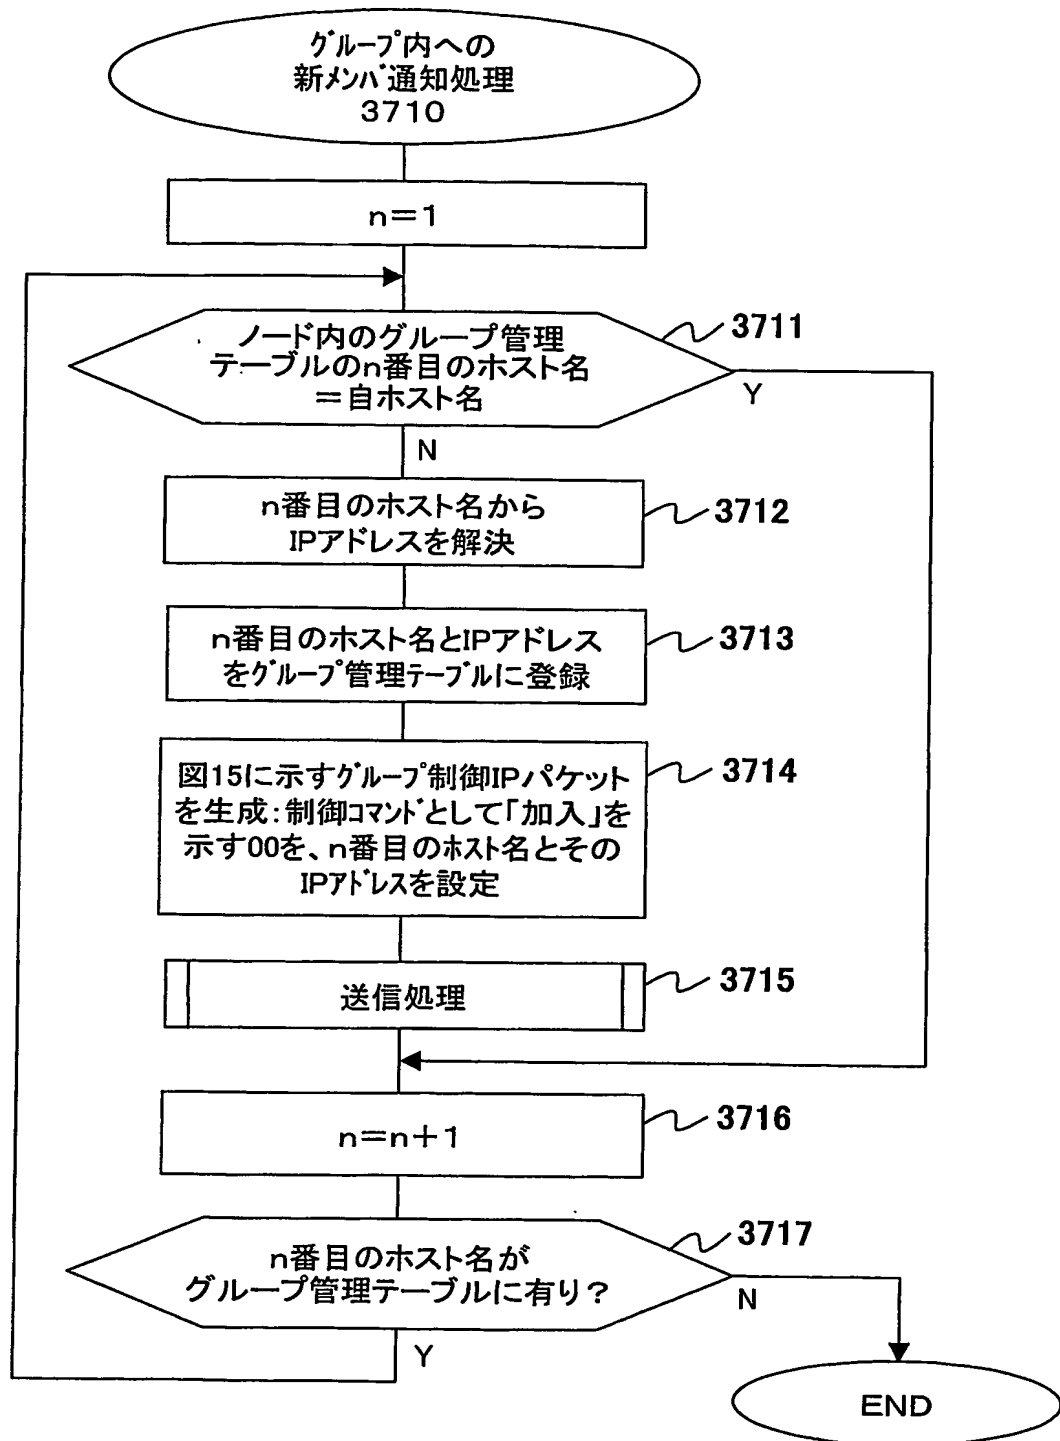 グループ内への
新メンバ通知処理
3710
n=1
ノード内のグループ管理
テーブルのn番目のホスト名
=自ホスト名
3711
Y
N
n番目のホスト名から
IPアドレスを解決
3712
n番目のホスト名とIPアドレス
をグループ管理テーブルに登録
3713
図15に示すグループ制御IPパケット
を生成:制御コマンドとして「加入」を
示す00を、n番目のホスト名とその
IPアドレスを設定
3714
送信処理
3715
n=n+1
3716
n番目のホスト名が
グループ管理テーブルに有り?
3717
N
Y
END